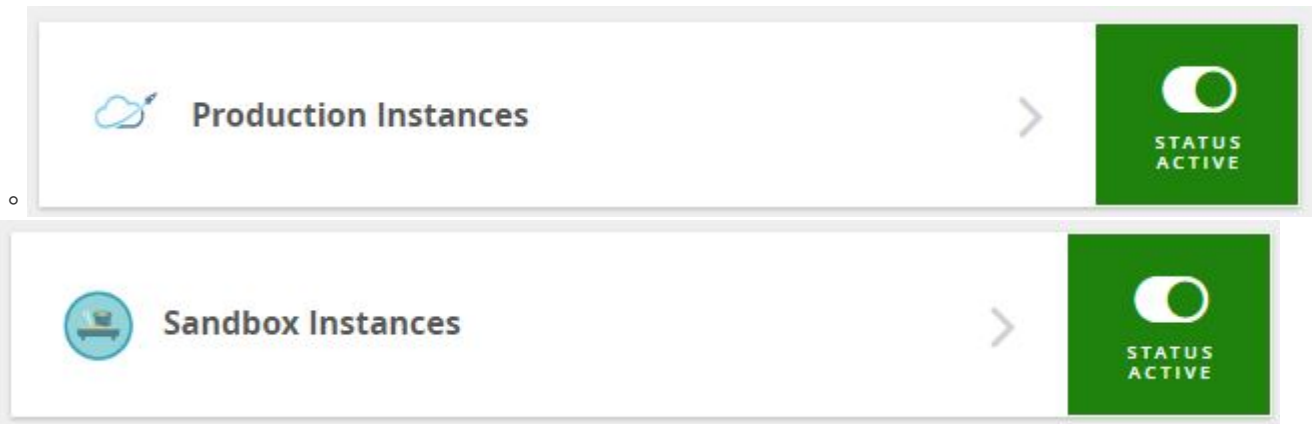 Production Instances
STATUS
ACTIVE
Sandbox Instances
STATUS
ACTIVE